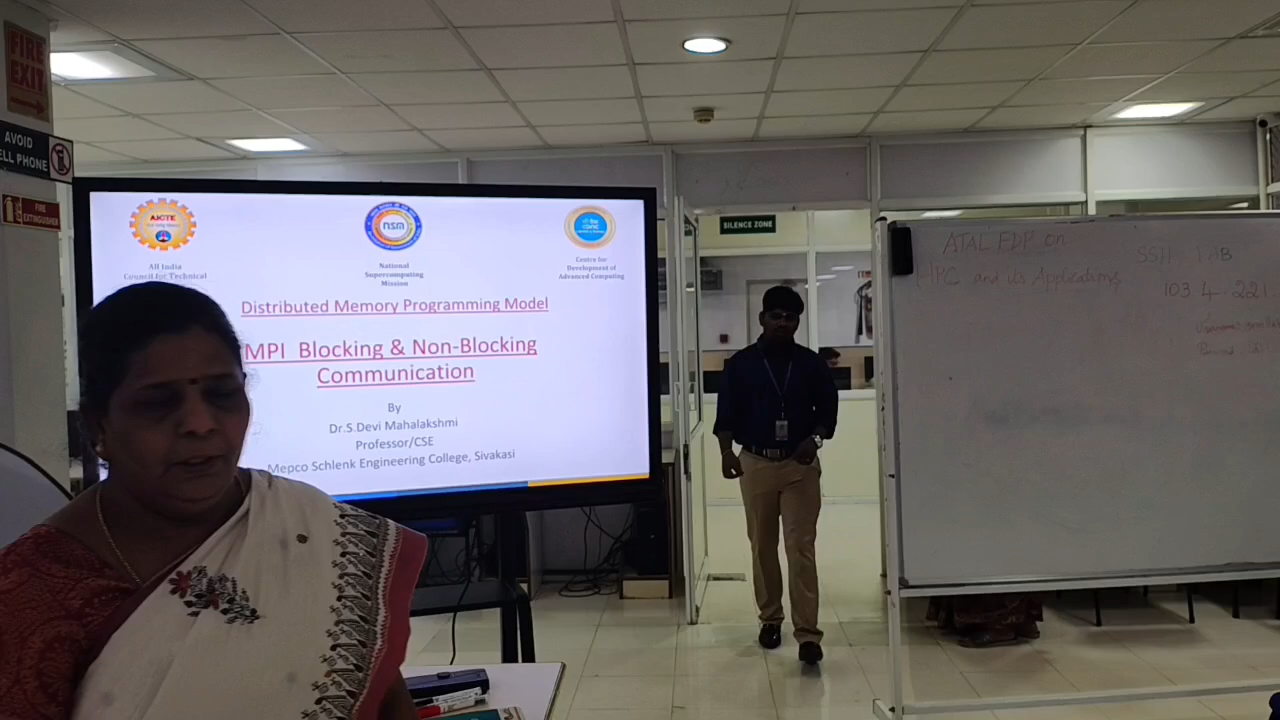 FIRE
EXIT
AVOID
ELL PHONE
FIRE
EXTINGUISHER
AICTE
nsm
All India
Council for Technical
National
Supercomputing
Mission
Centre for
Development of
Advanced Computing
Distributed Memory Programming Model
MPI Blocking & Non-Blocking
Communication
By
Dr.S.Devi Mahalakshmi
Professor/CSE
Mepco Schlenk Engineering College, Sivakasi
SILENCE ZONE
ATAL FDP on
HPC and its Applications
SSH
103.4.221.